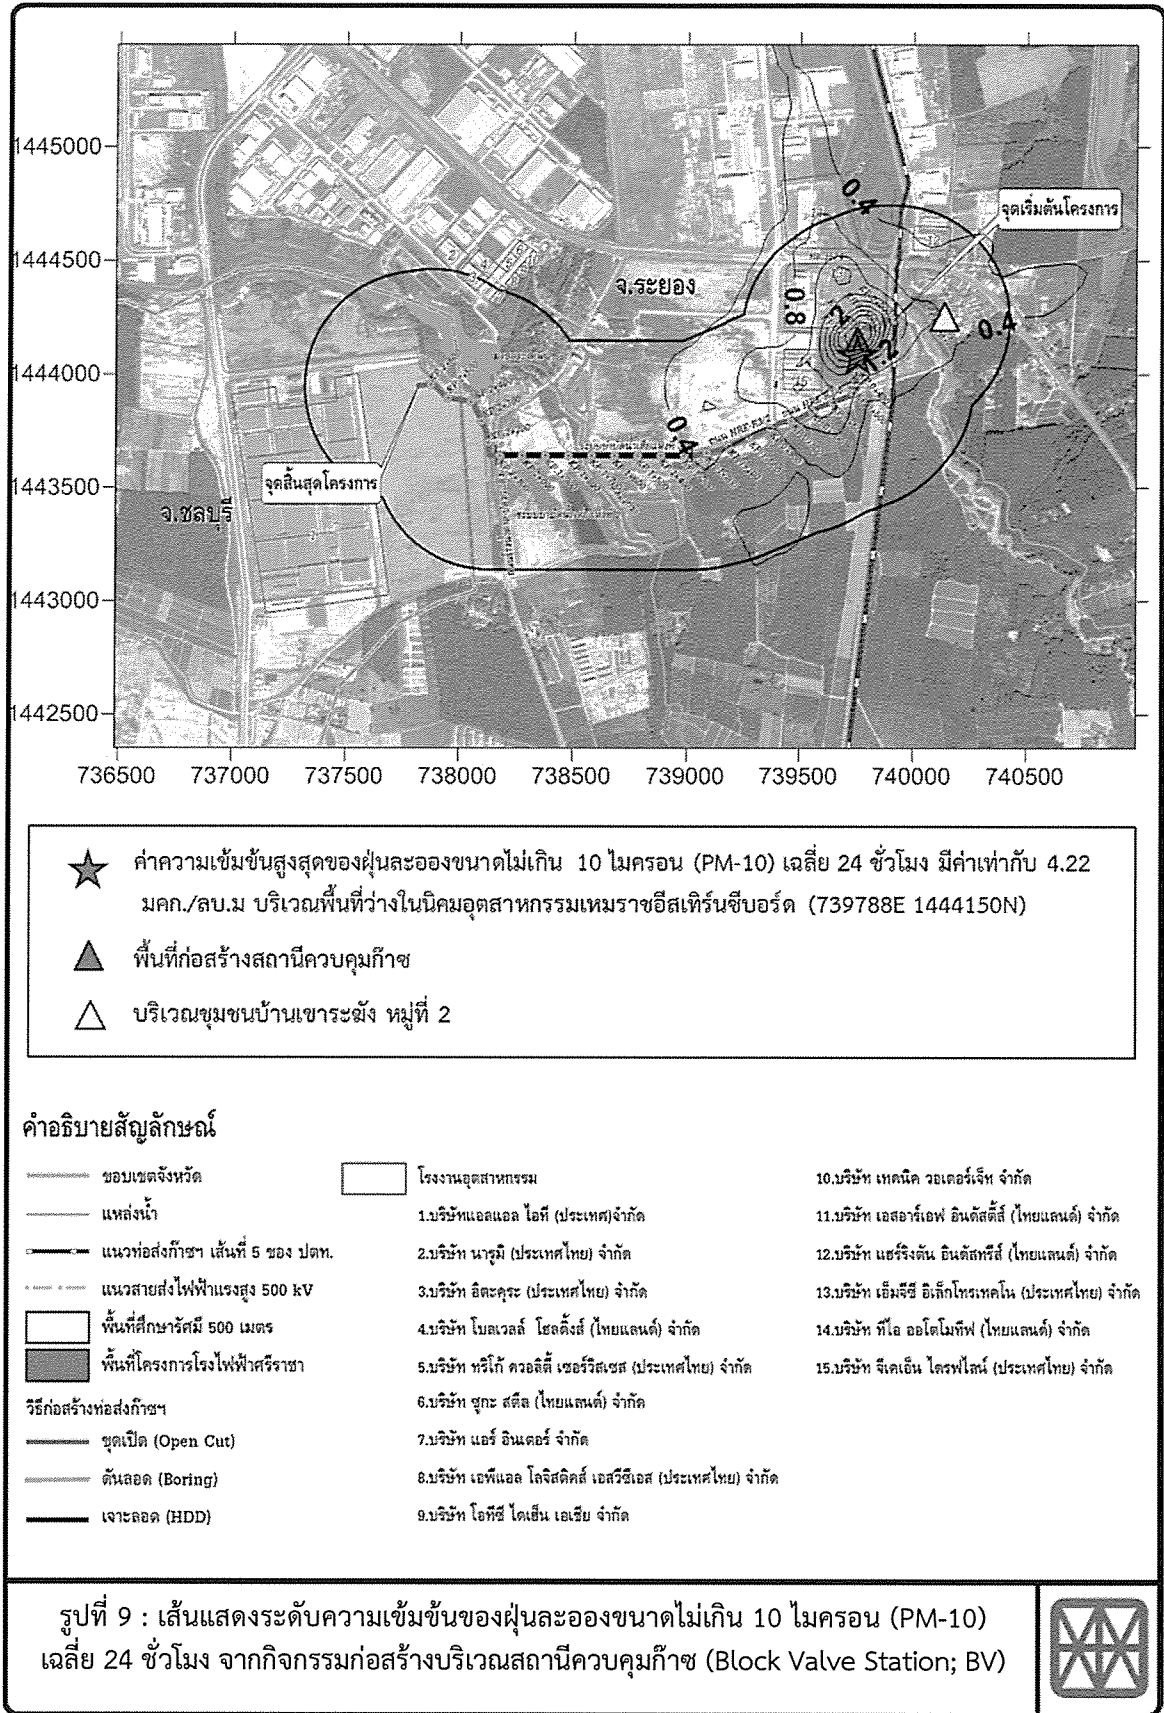 1445000
1444500
1444000
1443500
1443000
1442500
736500 737000 737500 738000 738500 739000 739500 740000 740500
จุดเริ่มต้นโครงการ
จ.ระยอง
จุดสิ้นสุดโครงการ
จ.ชลบุรี
0.4
0.8
0.4
0.4
ค่าความเข้มข้นสูงสุดของฝุ่นละอองขนาดไม่เกิน 10 ไมครอน (PM-10) เฉลี่ย 24 ชั่วโมง มีค่าเท่ากับ 4.22
มคก./ลบ.ม บริเวณพื้นที่ว่างในนิคมอุตสาหกรรมเหมราชอีสเทิร์นซีบอร์ด (739788E 1444150N)
พื้นที่ก่อสร้างสถานีควบคุมก๊าซ
บริเวณชุมชนบ้านเขาระฆัง หมู่ที่ 2
คำอธิบายสัญลักษณ์
ขอบเขตจังหวัด
แหล่งน้ำ
แนวท่อส่งก๊าซฯ เส้นที่ 5 ของ ปตท.
แนวสายส่งไฟฟ้าแรงสูง 500 kV
พื้นที่ศึกษารัศมี 500 เมตร
พื้นที่โครงการโรงไฟฟ้าศรีราชา
วิธีก่อสร้างท่อส่งก๊าซฯ
ขุดเปิด (Open Cut)
ดันลอด (Boring)
เจาะลอด (HDD)
โรงงานอุตสาหกรรม
1.บริษัทแอลแอล ไอที (ประเทศ)จำกัด
2.บริษัท นารูมิ (ประเทศไทย) จำกัด
3.บริษัท อิตะคุระ (ประเทศไทย) จำกัด
4.บริษัท โบลเวลล์ โฮลดิ้งส์ (ไทยแลนด์) จำกัด
5.บริษัท ทริโก้ ควอลิตี้ เซอร์วิสเซส (ประเทศไทย) จำกัด
6.บริษัท ซูกะ สตีล (ไทยแลนด์) จำกัด
7.บริษัท แอร์ อินเตอร์ จำกัด
8.บริษัท เอพีแอล โลจิสติคส์ เอสวีซีเอส (ประเทศไทย) จำกัด
9.บริษัท โอทีซี ไดเฮ็น เอเชีย จำกัด
10.บริษัท เทคนิค วอเตอร์เจ็ท จำกัด
11.บริษัท เอสอาร์เอฟ อินดัสตี้ส์ (ไทยแลนด์) จำกัด
12.บริษัท แฮร์ริงตัน อินดัสทรีส์ (ไทยแลนด์) จำกัด
13.บริษัท เอ็มจีซี อิเล็กโทรเทคโน (ประเทศไทย) จำกัด
14.บริษัท ทีไอ ออโตโมทีฟ (ไทยแลนด์) จำกัด
15.บริษัท จีเคเอ็น ไดรฟไลน์ (ประเทศไทย) จำกัด
รูปที่ 9 : เส้นแสดงระดับความเข้มข้นของฝุ่นละอองขนาดไม่เกิน 10 ไมครอน (PM-10)
เฉลี่ย 24 ชั่วโมง จากกิจกรรมก่อสร้างบริเวณสถานีควบคุมก๊าซ (Block Valve Station; BV)